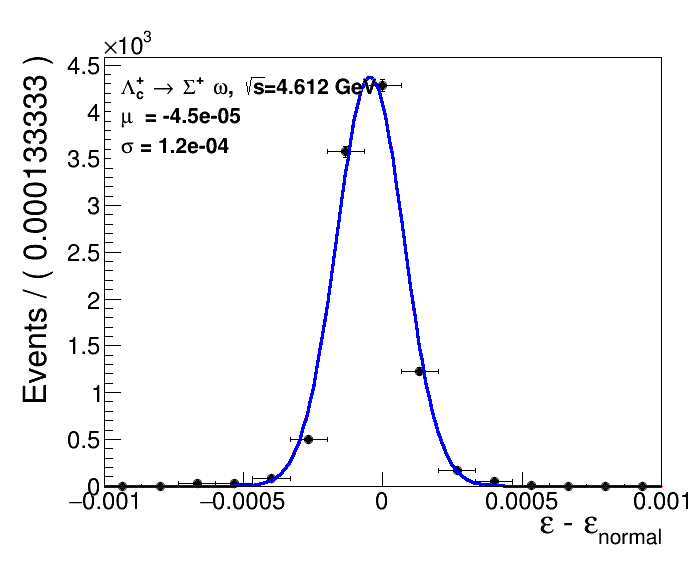 ×10³
Λc⁺ → Σ⁺ ω, √s=4.612 GeV
μ = -4.5e-05
σ = 1.2e-04
Events / ( 0.000133333 )
4.5
4
3.5
3
2.5
2
1.5
1
0.5
0
−0.001 −0.0005 0 0.0005 0.001
ε - εnormal